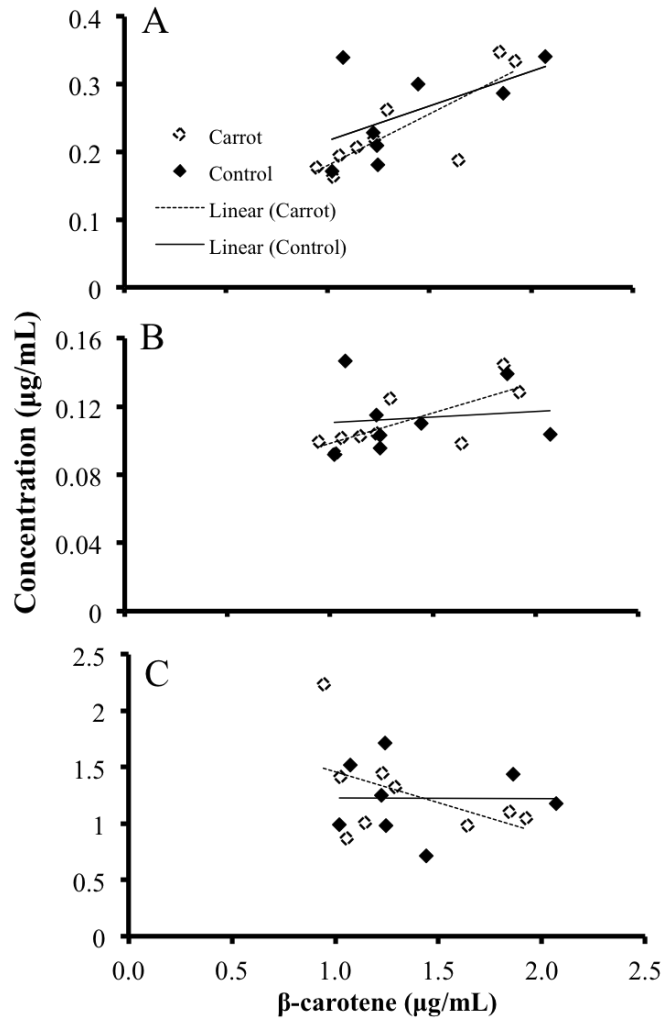 A
0.4
0.3
0.2
0.1
0
Carrot
Control
Linear (Carrot)
Linear (Control)
Concentration (µg/mL)
B
0.16
0.12
0.08
0.04
0
C
2.5
2
1.5
1
0.5
0
0.0 0.5 1.0 1.5 2.0 2.5
β-carotene (µg/mL)